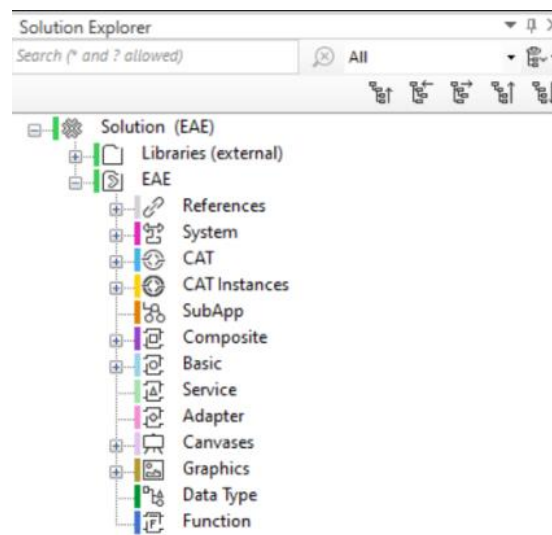 Solution Explorer
Search (* and ? allowed)
All
Solution (EAE)
Libraries (external)
EAE
References
System
CAT
CAT Instances
SubApp
Composite
Basic
Service
Adapter
Canvases
Graphics
Data Type
Function